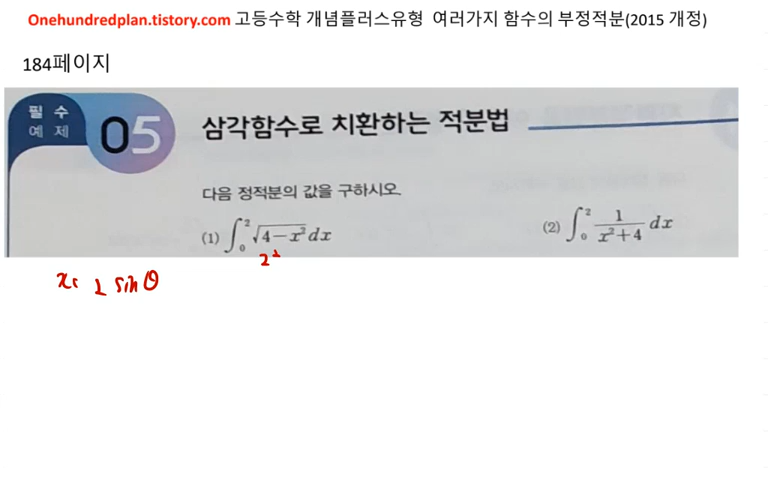 Onehundredplan.tistory.com 고등수학 개념플러스유형 여러가지 함수의 부정적분(2015 개정)
184페이지
필수
예제
05 삼각함수로 치환하는 적분법
다음 정적분의 값을 구하시오.
(1) ∫₀² √(4−x²) dx (2) ∫₀² 1/(x²+4) dx
2²
x = 2 sin θ